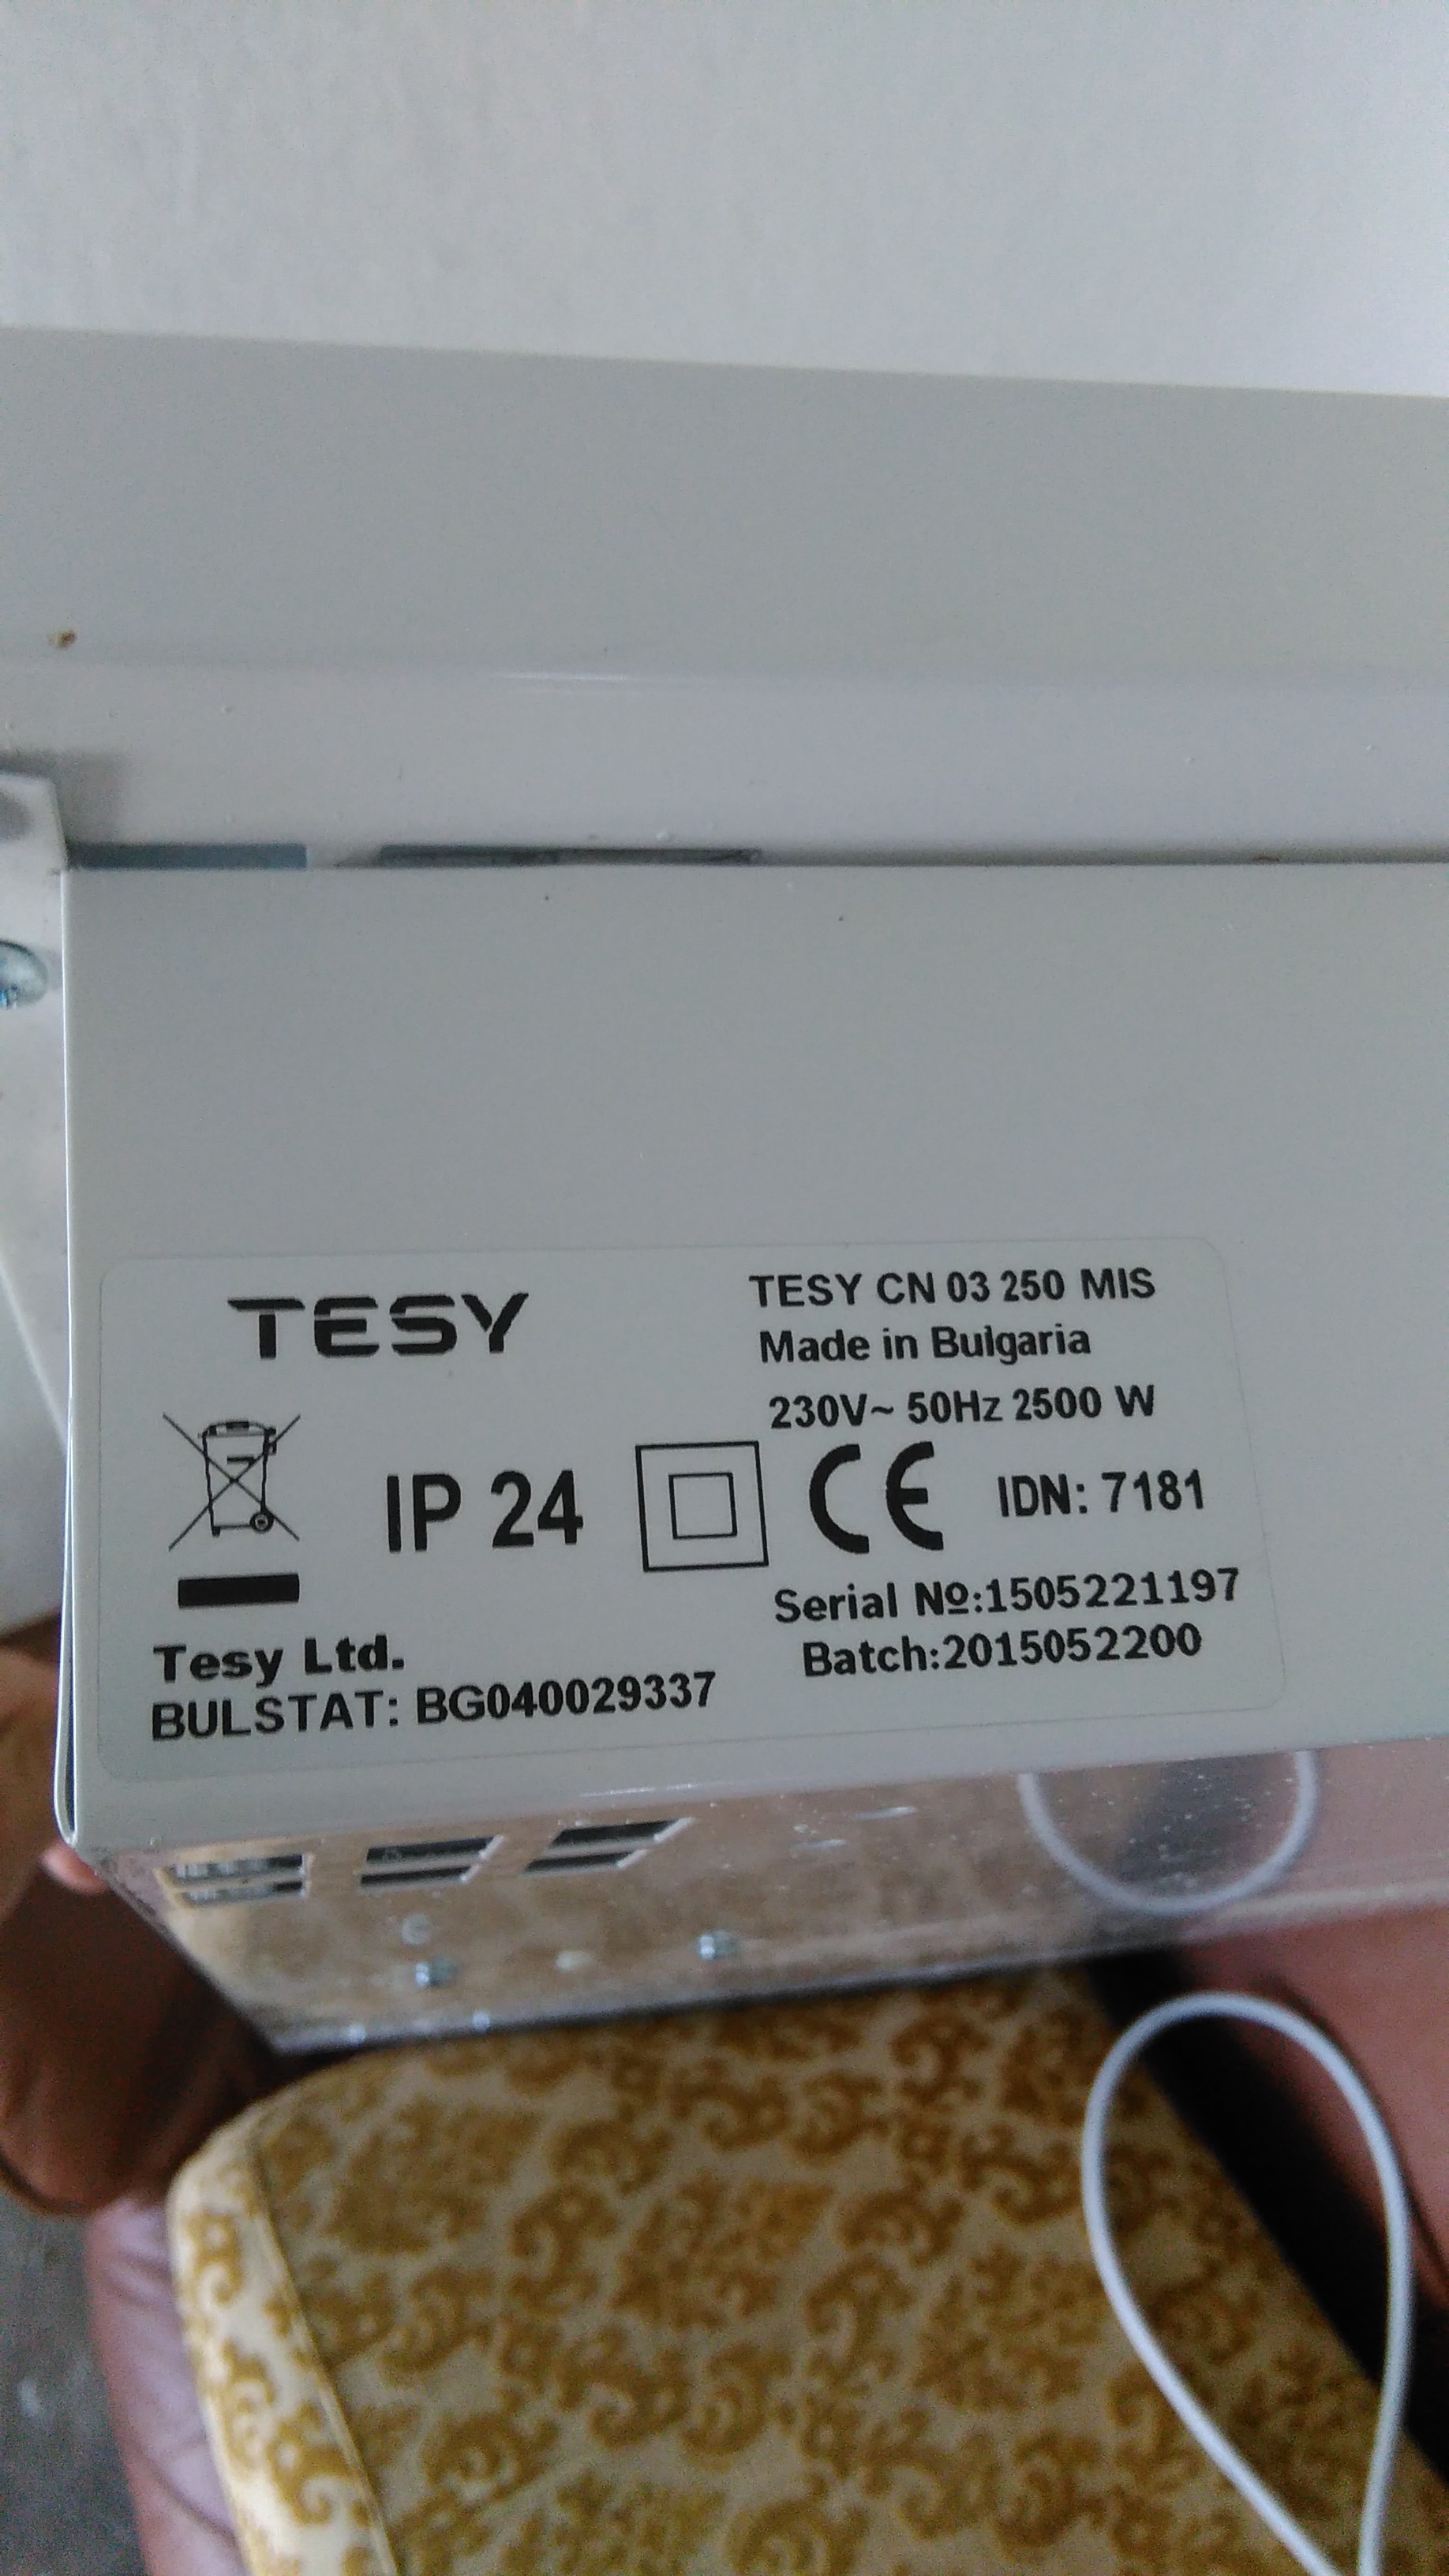 TESY
TESY CN 03 250 MIS
Made in Bulgaria
230V~ 50Hz 2500 W
IP 24
CE
IDN: 7181
Serial №:1505221197
Batch:2015052200
Tesy Ltd.
BULSTAT: BG040029337